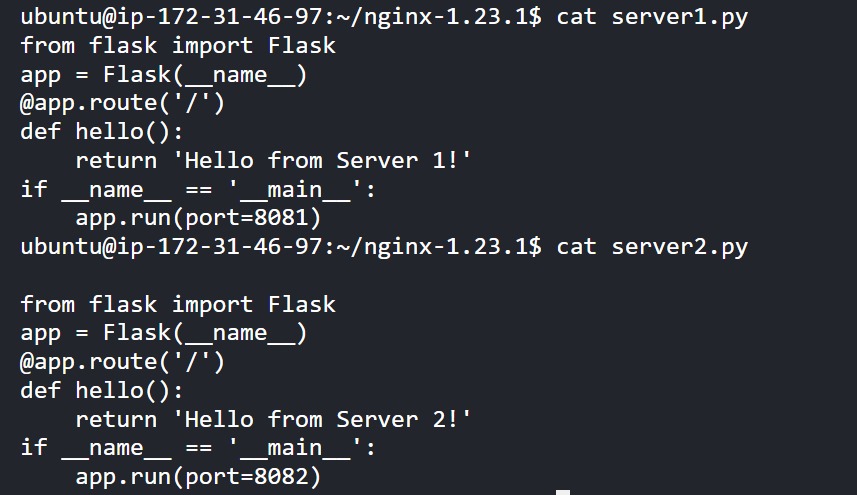 ubuntu@ip-172-31-46-97:~/nginx-1.23.1$ cat server1.py
from flask import Flask
app = Flask(__name__)
@app.route('/')
def hello():
    return 'Hello from Server 1!'
if __name__ == '__main__':
    app.run(port=8081)
ubuntu@ip-172-31-46-97:~/nginx-1.23.1$ cat server2.py

from flask import Flask
app = Flask(__name__)
@app.route('/')
def hello():
    return 'Hello from Server 2!'
if __name__ == '__main__':
    app.run(port=8082)